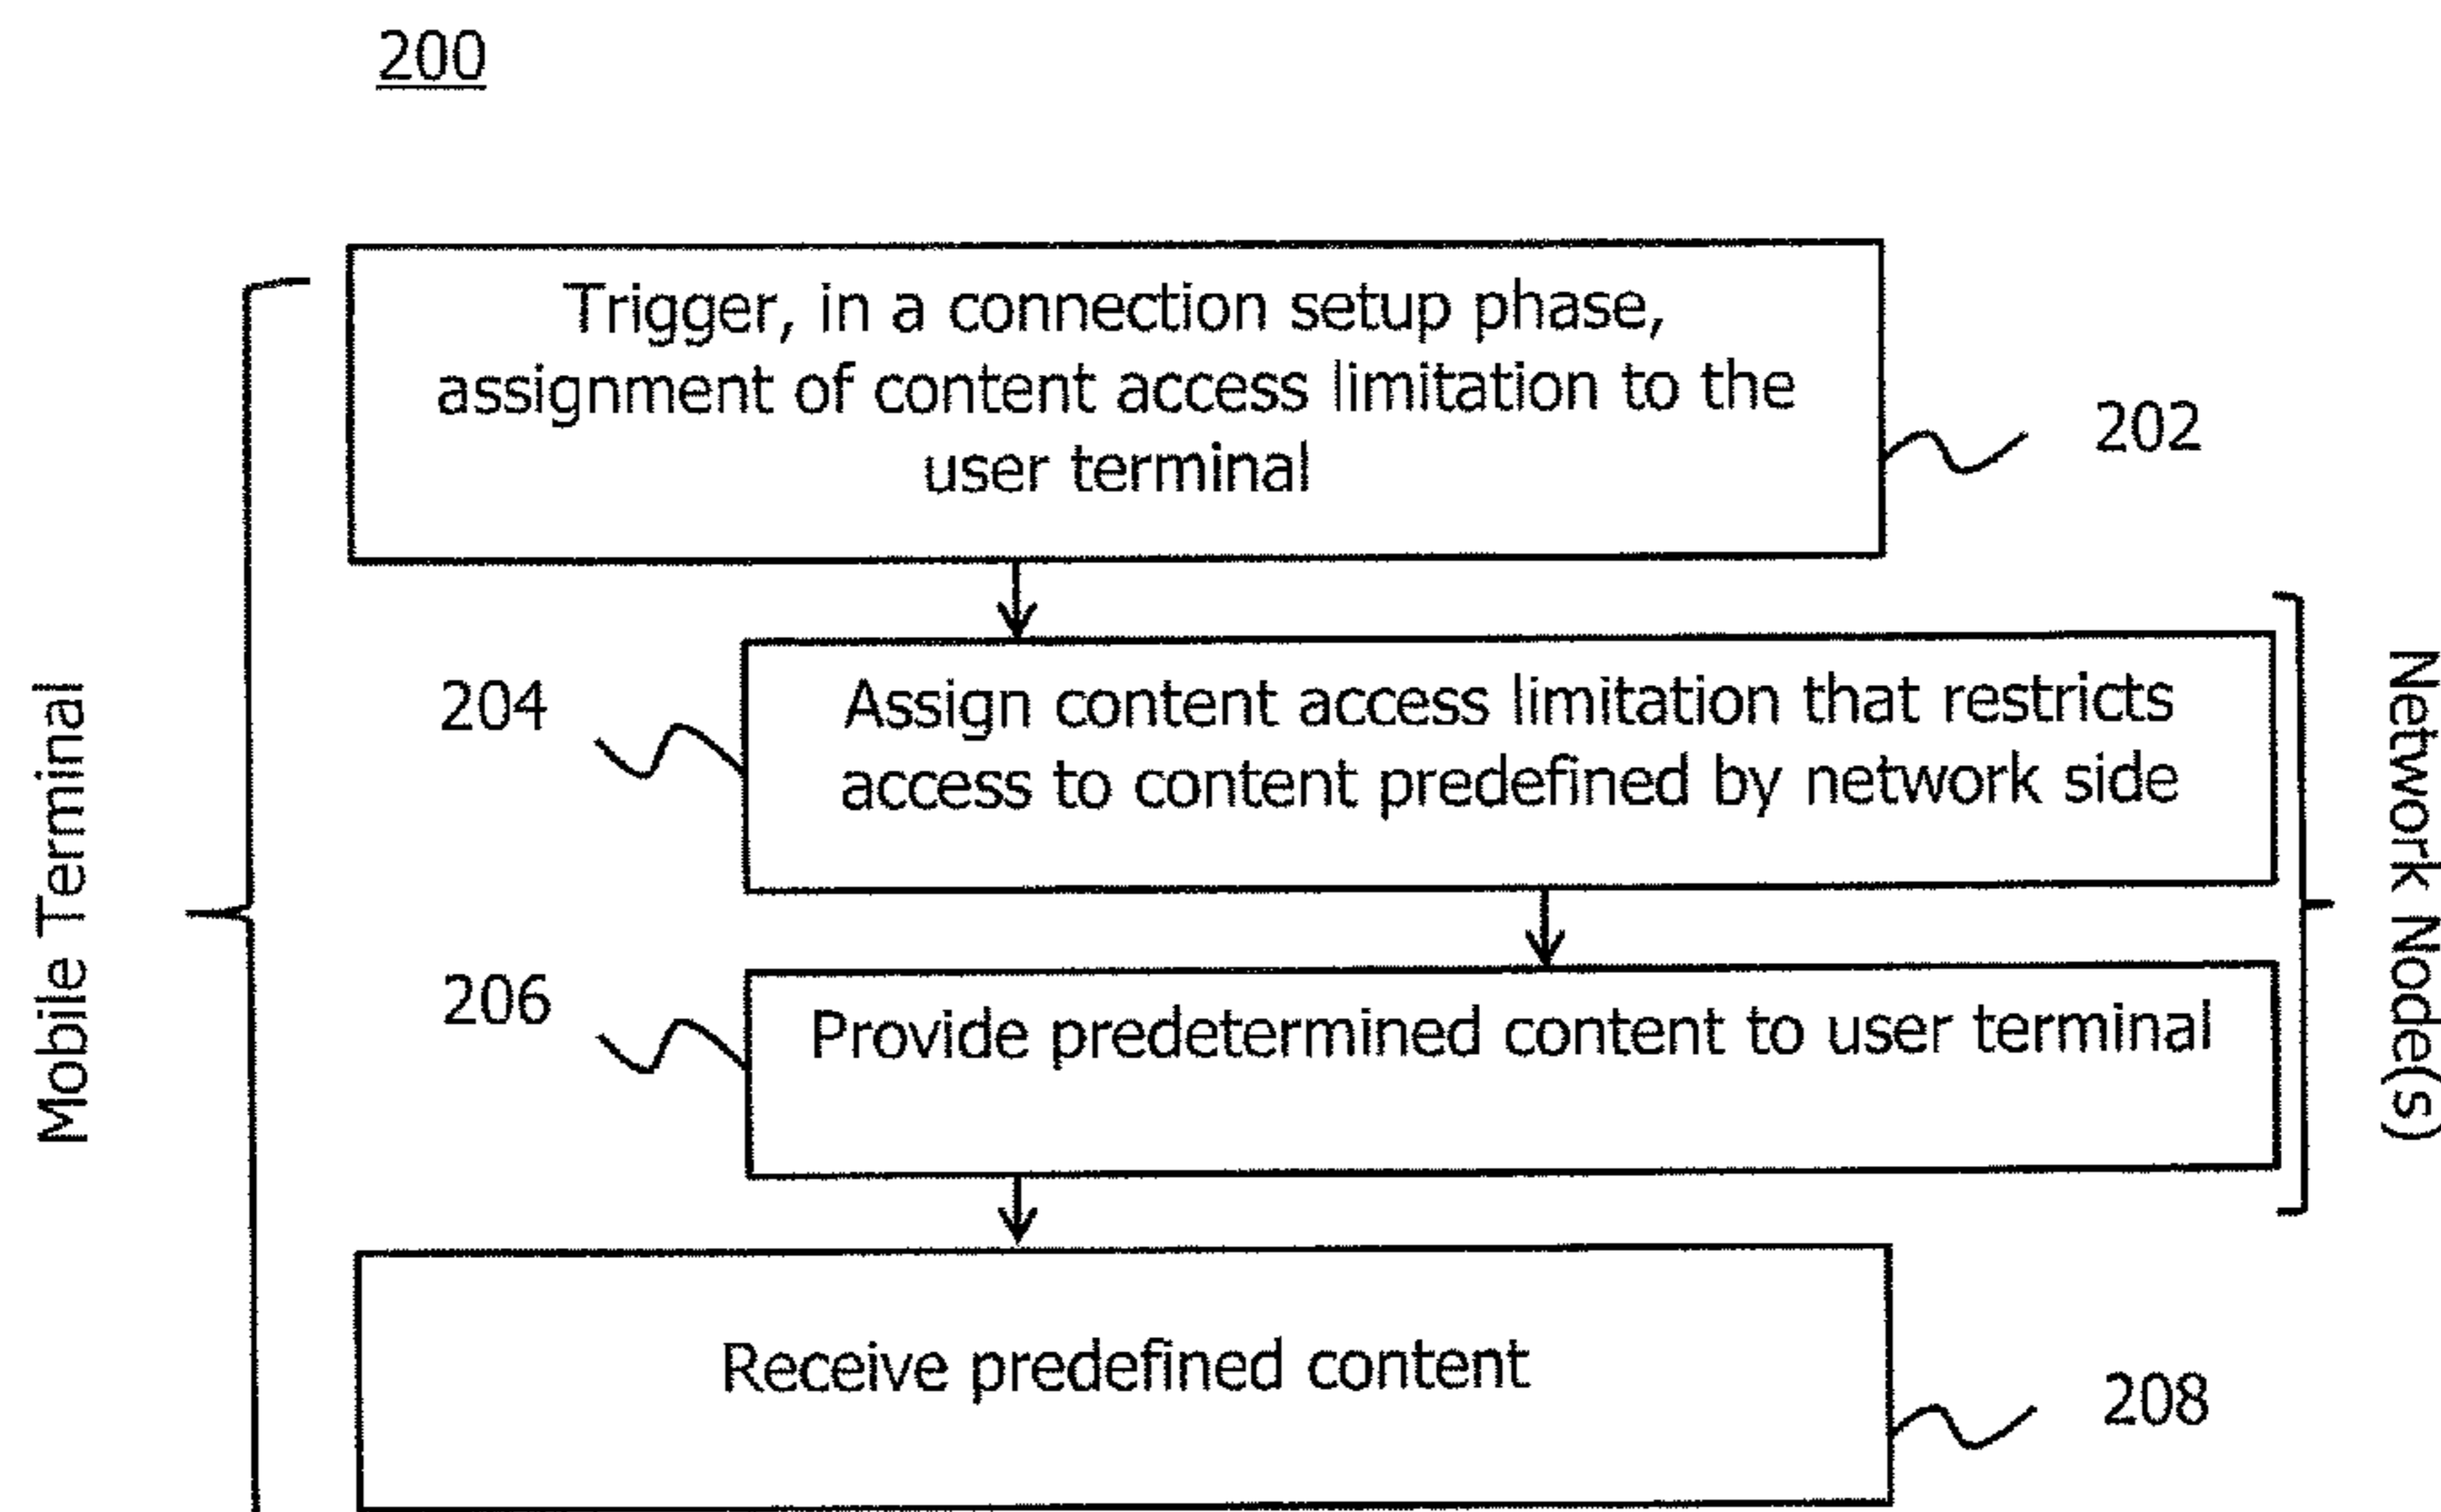 200
Trigger, in a connection setup phase,
assignment of content access limitation to the
user terminal
202
204
Assign content access limitation that restricts
access to content predefined by network side
206
Provide predetermined content to user terminal
Receive predefined content
208
Mobile Terminal
Network Node(s)